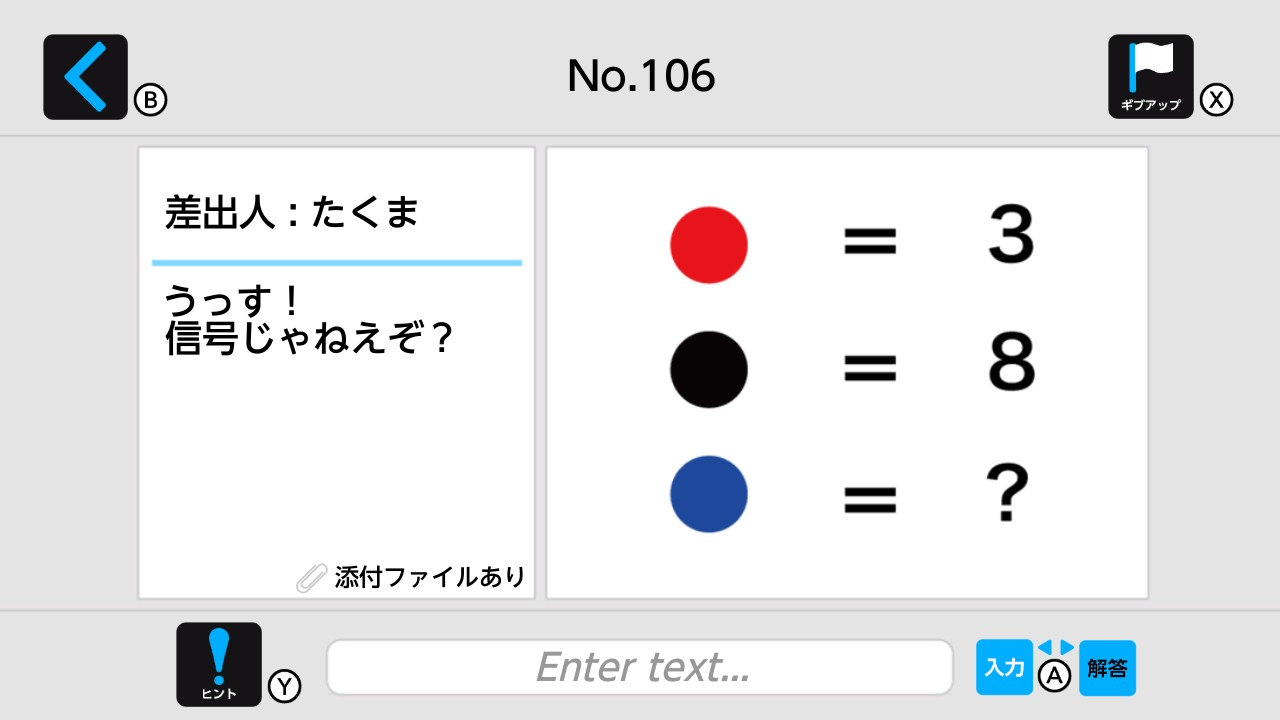 No.106
B
ギブアップ
X
差出人：たくま
うっす！
信号じゃねえぞ？
添付ファイルあり
= 3
= 8
= ?
ヒント
Y
Enter text...
入力
A
解答